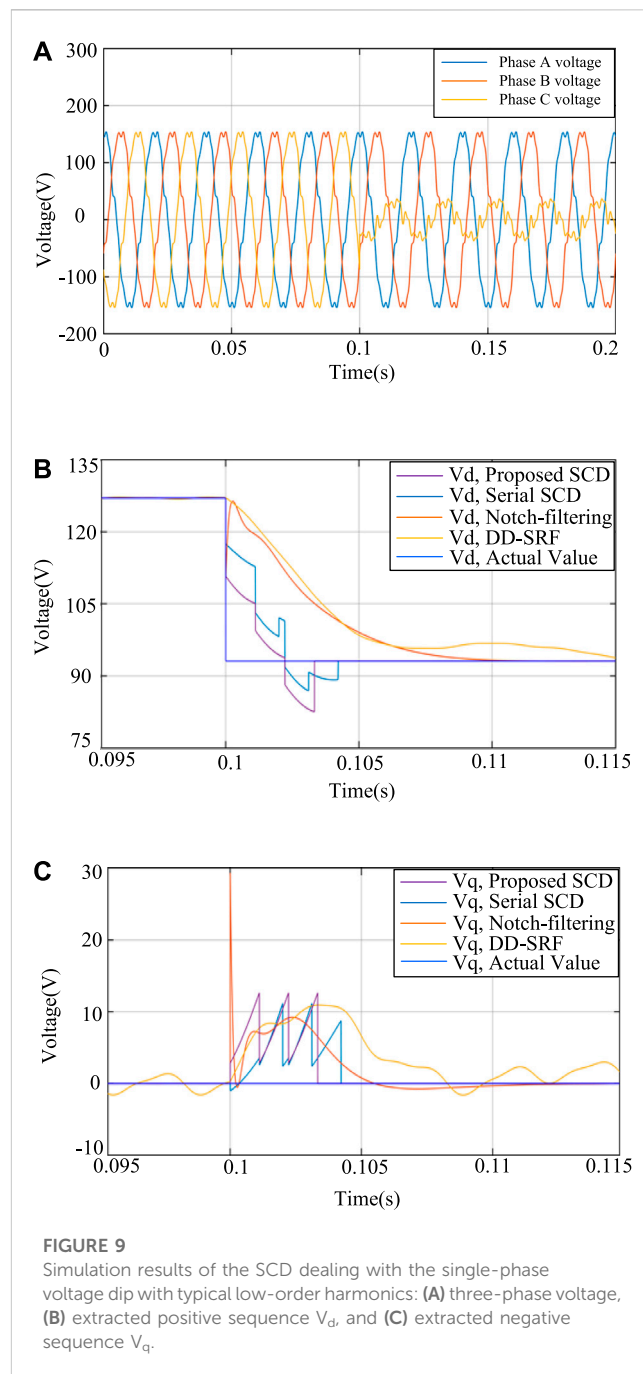 A
300
200
100
0
-100
-200
Voltage(V)
Phase A voltage
Phase B voltage
Phase C voltage
0
0.05
0.1
0.15
0.2
Time(s)
B
135
120
105
90
75
Voltage(V)
Vd, Proposed SCD
Vd, Serial SCD
Vd, Notch-filtering
Vd, DD-SRF
Vd, Actual Value
0.095
0.1
0.105
0.11
0.115
Time(s)
C
30
20
10
0
-10
Voltage(V)
Vq, Proposed SCD
Vq, Serial SCD
Vq, Notch-filtering
Vq, DD-SRF
Vq, Actual Value
0.095
0.1
0.105
0.11
0.115
Time(s)
FIGURE 9
Simulation results of the SCD dealing with the single-phase
voltage dip with typical low-order harmonics: (A) three-phase voltage,
(B) extracted positive sequence Vd, and (C) extracted negative
sequence Vq.